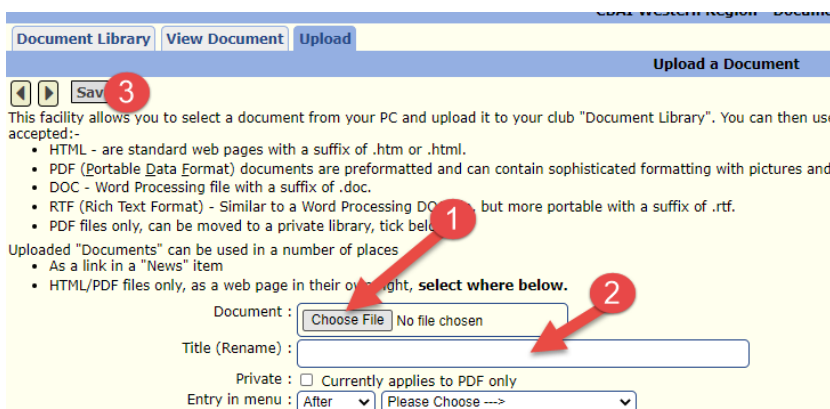 Document Library View Document Upload
Upload a Document
3
This facility allows you to select a document from your PC and upload it to your club "Document Library". You can then use
accepted:-
• HTML - are standard web pages with a suffix of .htm or .html.
• PDF (Portable Data Format) documents are preformatted and can contain sophisticated formatting with pictures and
• DOC - Word Processing file with a suffix of .doc.
• RTF (Rich Text Format) - Similar to a Word Processing but more portable with a suffix of .rtf.
• PDF files only, can be moved to a private library, tick
1
Uploaded "Documents" can be used in a number of places
• As a link in a "News" item
• HTML/PDF files only, as a web page in their own right, select where below.
2
Document : Choose File No file chosen
Title (Rename) :
Private : Currently applies to PDF only
Entry in menu : After Please Choose --->